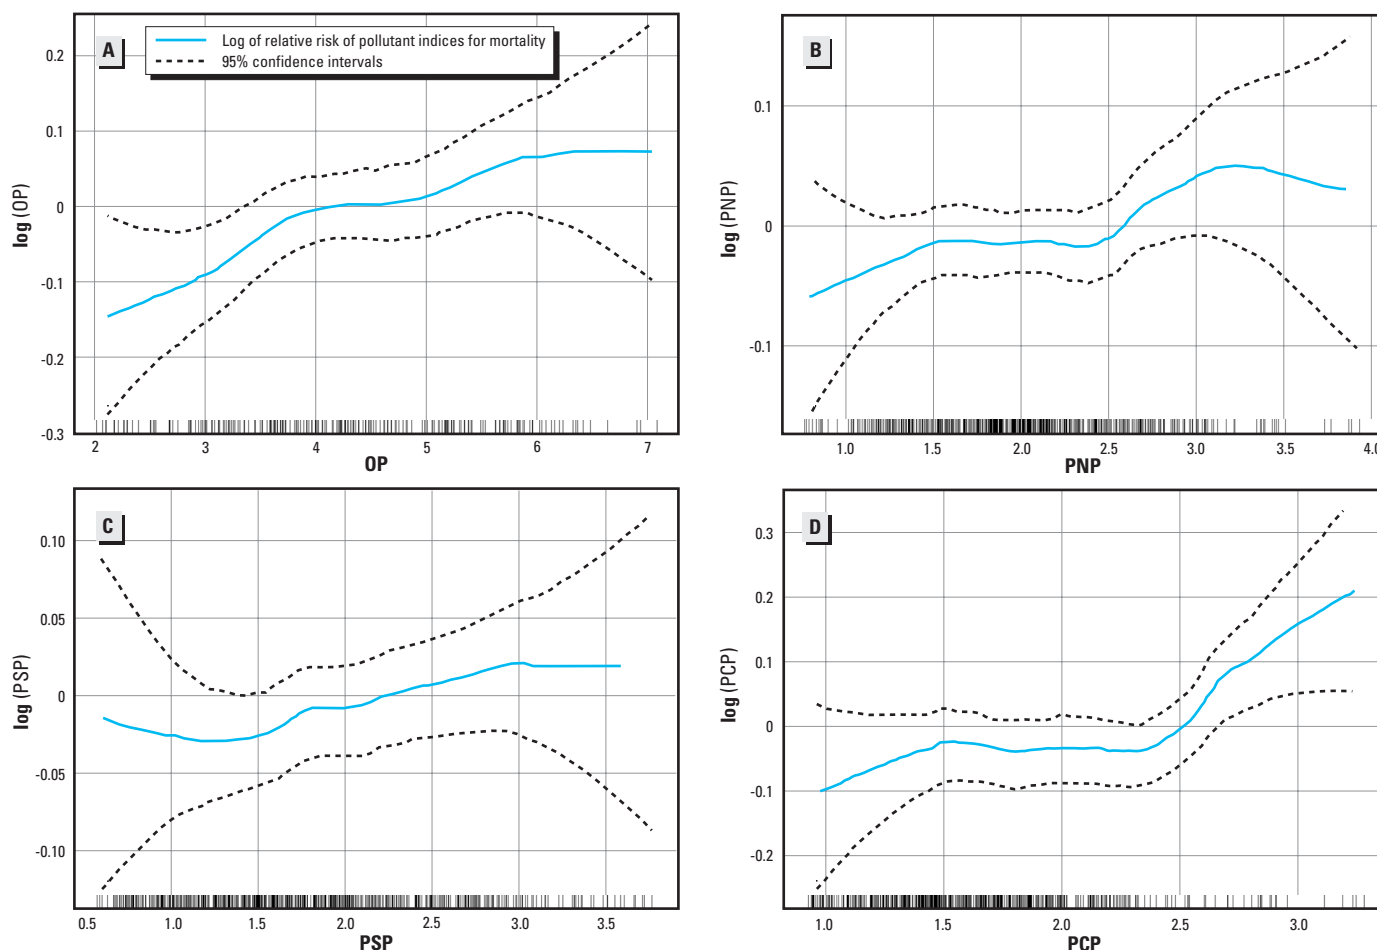 A
Log of relative risk of pollutant indices for mortality
95% confidence intervals
log (OP)
0.2
0.1
0
-0.1
-0.2
-0.3
2 3 4 5 6 7
OP
B
log (PNP)
0.1
0
-0.1
1.0 1.5 2.0 2.5 3.0 3.5 4.0
PNP
C
log (PSP)
0.10
0.05
0
-0.05
-0.10
0.5 1.0 1.5 2.0 2.5 3.0 3.5
PSP
D
log (PCP)
0.3
0.2
0.1
0
-0.1
-0.2
1.0 1.5 2.0 2.5 3.0
PCP